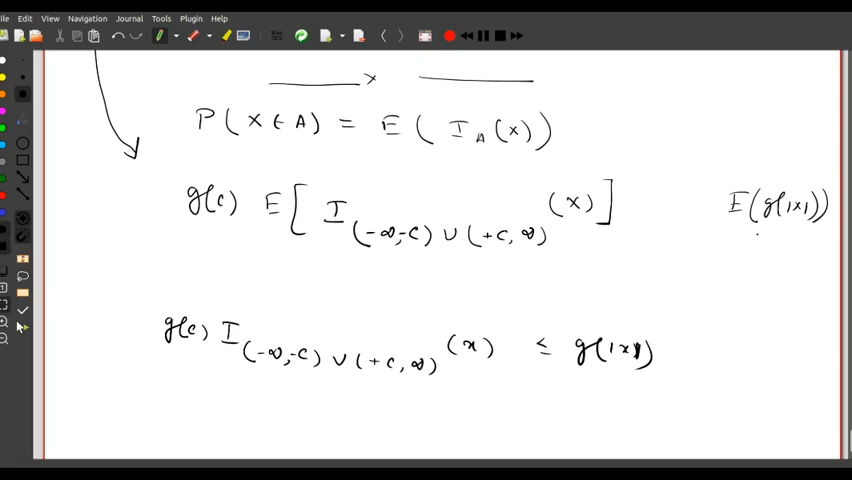 File Edit View Navigation Journal Tools Plugin Help
x
P(X ∈ A) = E(I_A(x))
g(c) E[I_{(-∞,-c) ∪ (+c,∞)}(x)] E(g(|x|))
g(c) I_{(-∞,-c) ∪ (+c,∞)}(x) ≤ g(|x|)